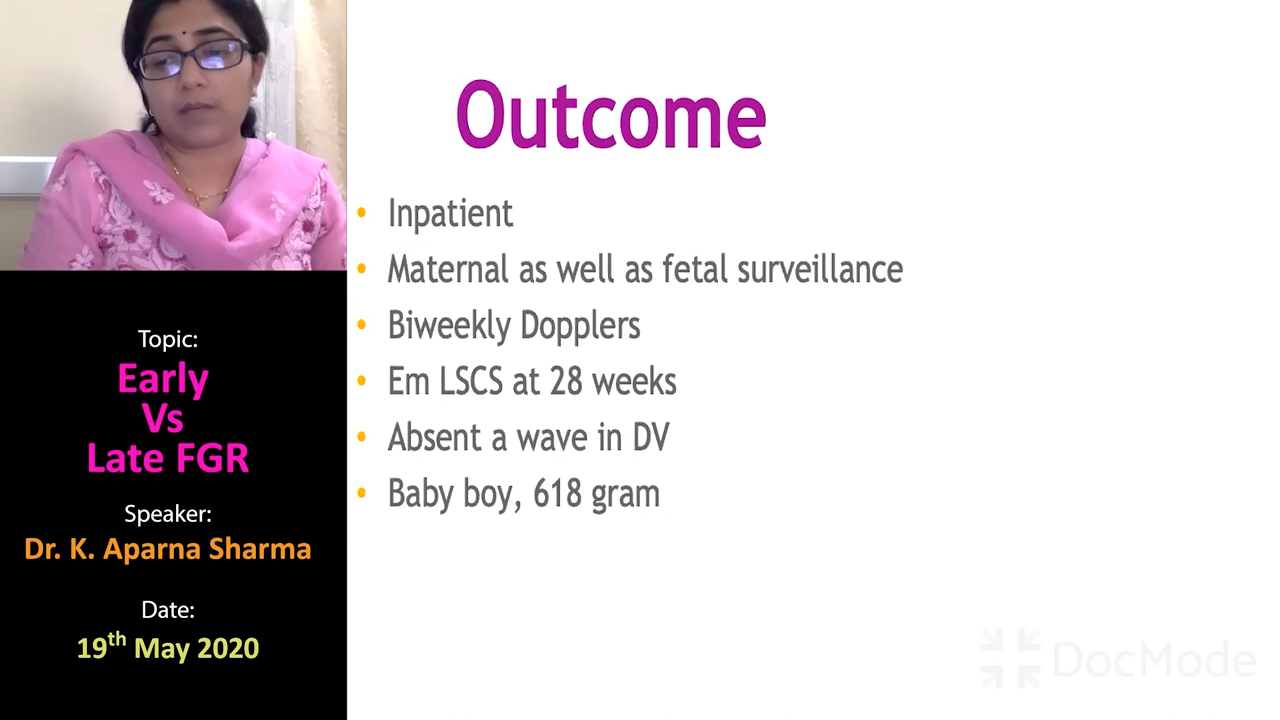 Outcome
• Inpatient
• Maternal as well as fetal surveillance
• Biweekly Dopplers
• Em LSCS at 28 weeks
• Absent a wave in DV
• Baby boy, 618 gram
Topic:
Early
Vs
Late FGR
Speaker:
Dr. K. Aparna Sharma
Date:
19th May 2020
DocMode